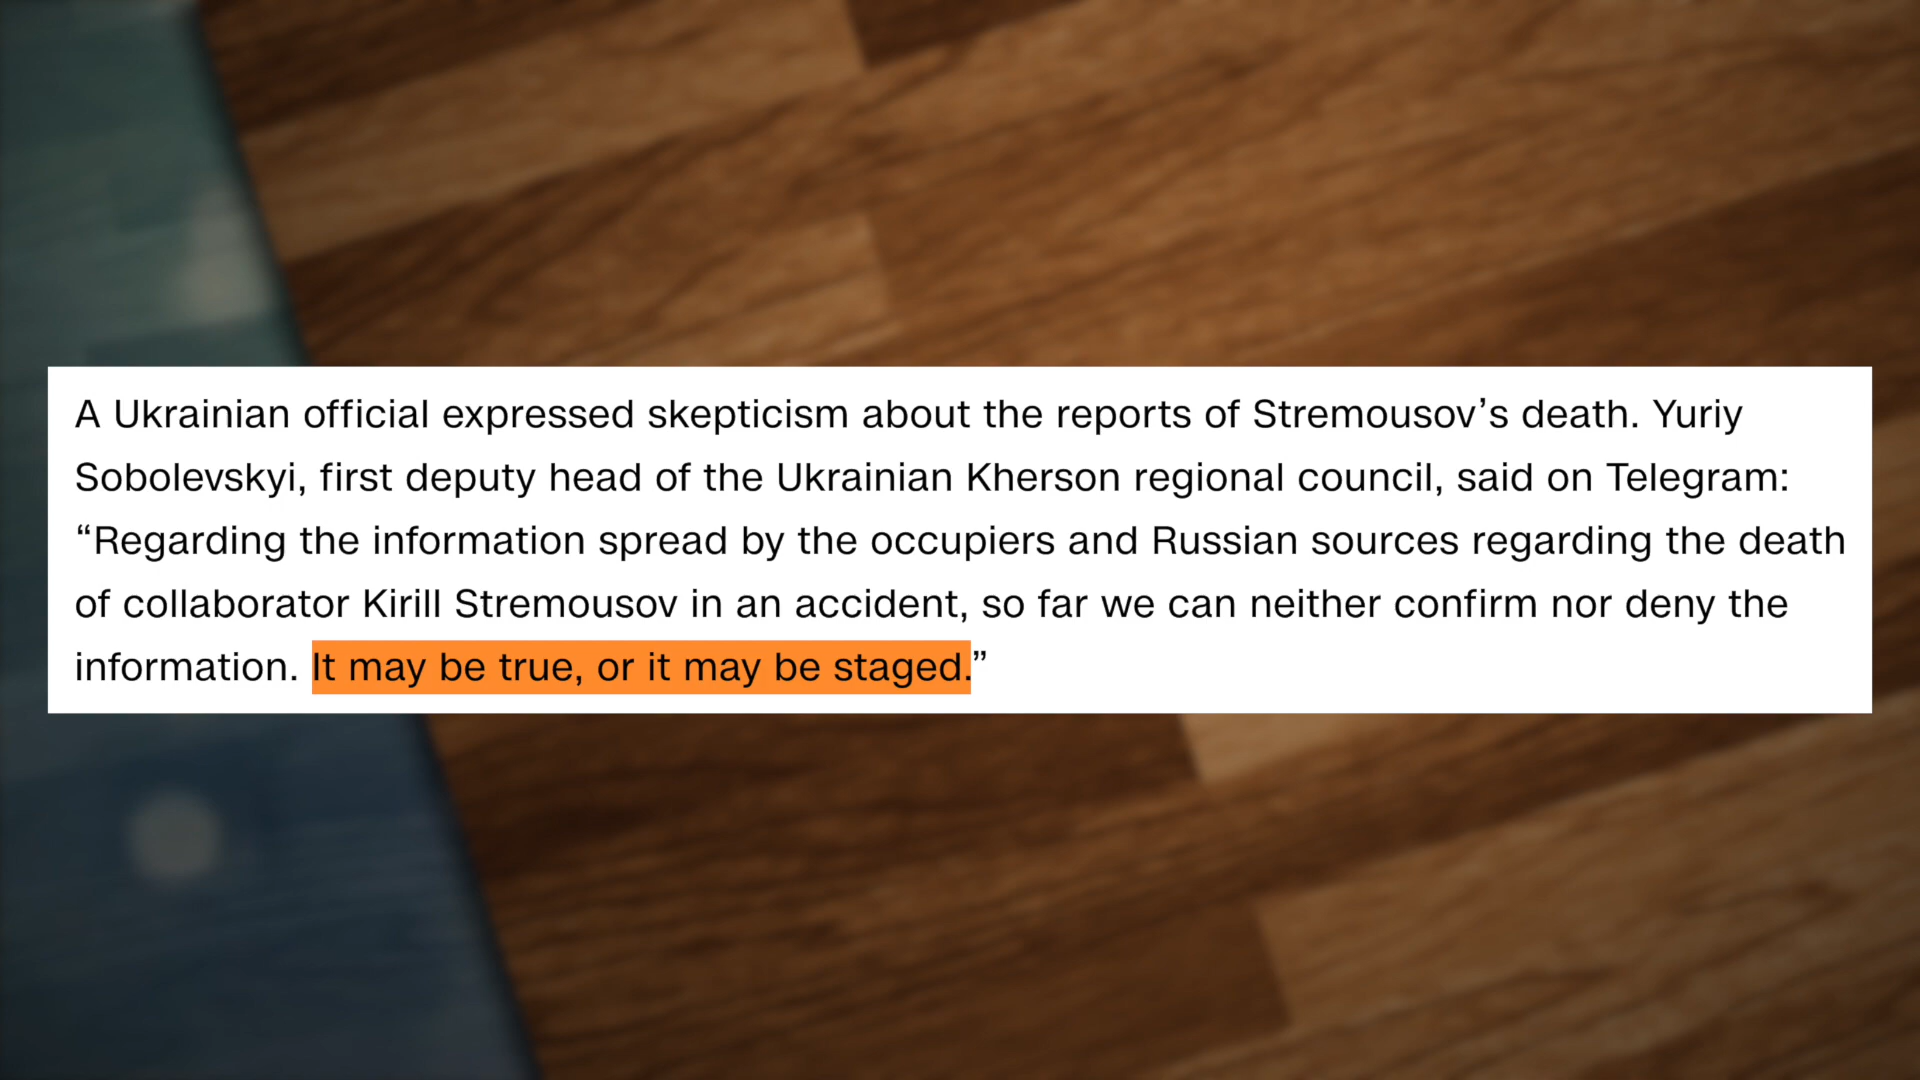 A Ukrainian official expressed skepticism about the reports of Stremousov’s death. Yuriy
Sobolevskyi, first deputy head of the Ukrainian Kherson regional council, said on Telegram:
“Regarding the information spread by the occupiers and Russian sources regarding the death
of collaborator Kirill Stremousov in an accident, so far we can neither confirm nor deny the
information. It may be true, or it may be staged.”